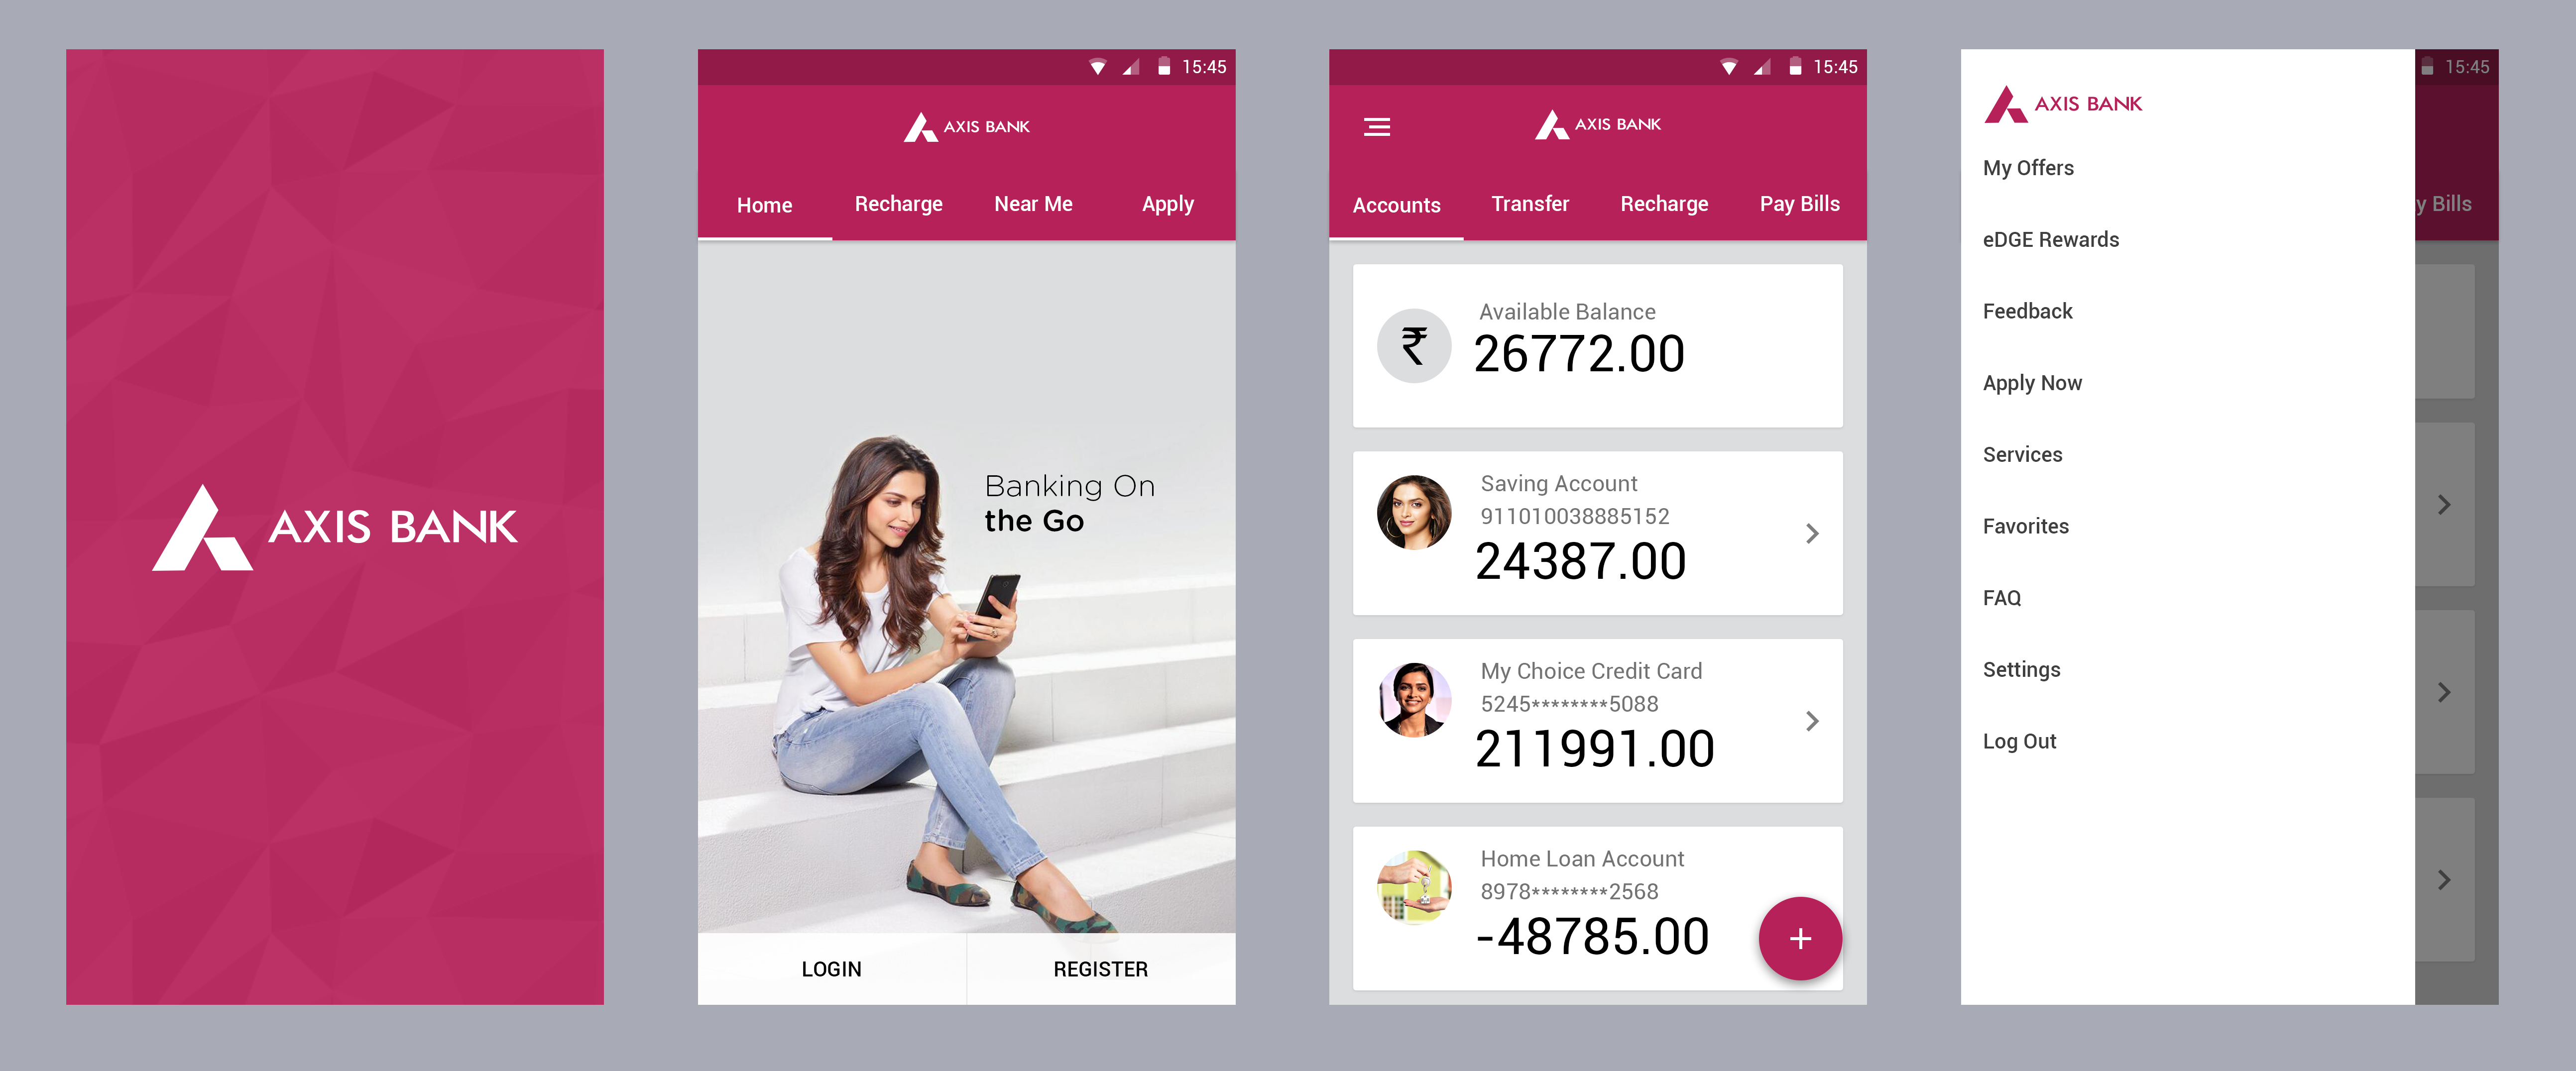 AXIS BANK
15:45
AXIS BANK
Home Recharge Near Me Apply
Banking On
the Go
LOGIN REGISTER
15:45
AXIS BANK
Accounts Transfer Recharge Pay Bills
₹
Available Balance
26772.00
Saving Account
911010038885152
24387.00
My Choice Credit Card
5245********5088
211991.00
Home Loan Account
8978********2568
-48785.00
+
15:45
AXIS BANK
My Offers
y Bills
eDGE Rewards
Feedback
Apply Now
Services
Favorites
FAQ
Settings
Log Out